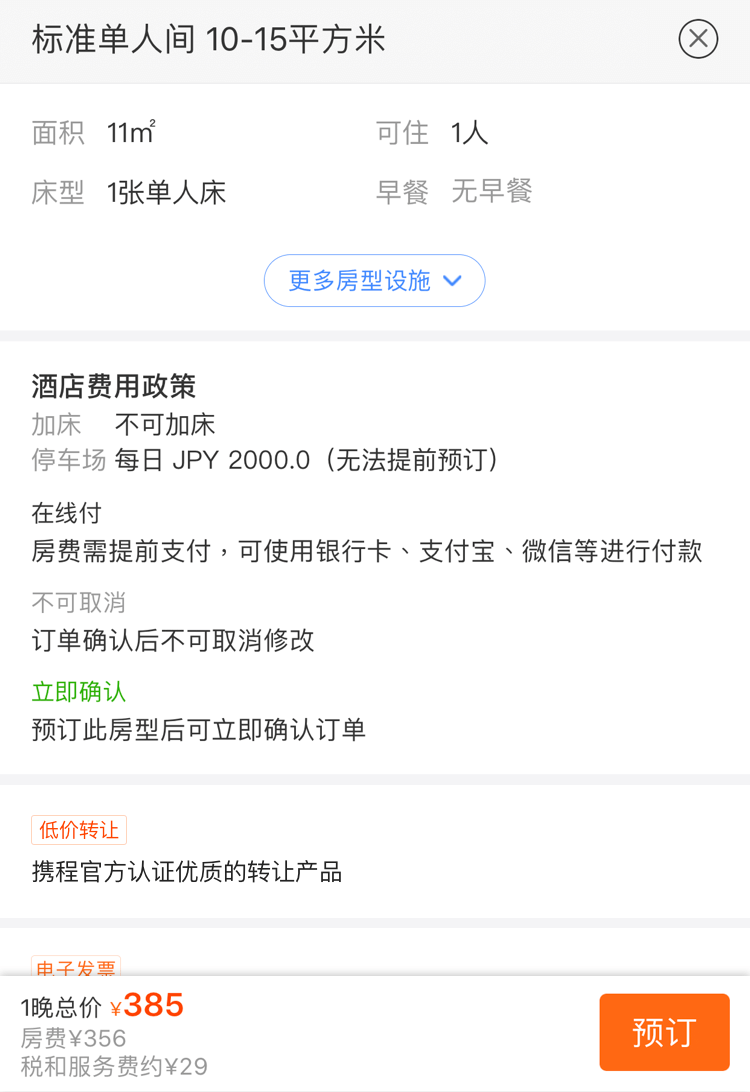 标准单人间 10-15平方米
面积 11㎡ 可住 1人
床型 1张单人床 早餐 无早餐
更多房型设施
酒店费用政策
加床 不可加床
停车场 每日 JPY 2000.0（无法提前预订）
在线付
房费需提前支付，可使用银行卡、支付宝、微信等进行付款
不可取消
订单确认后不可取消修改
立即确认
预订此房型后可立即确认订单
低价转让
携程官方认证优质的转让产品
电子发票
1晚总价 ¥385
房费¥356
税和服务费约¥29
预订